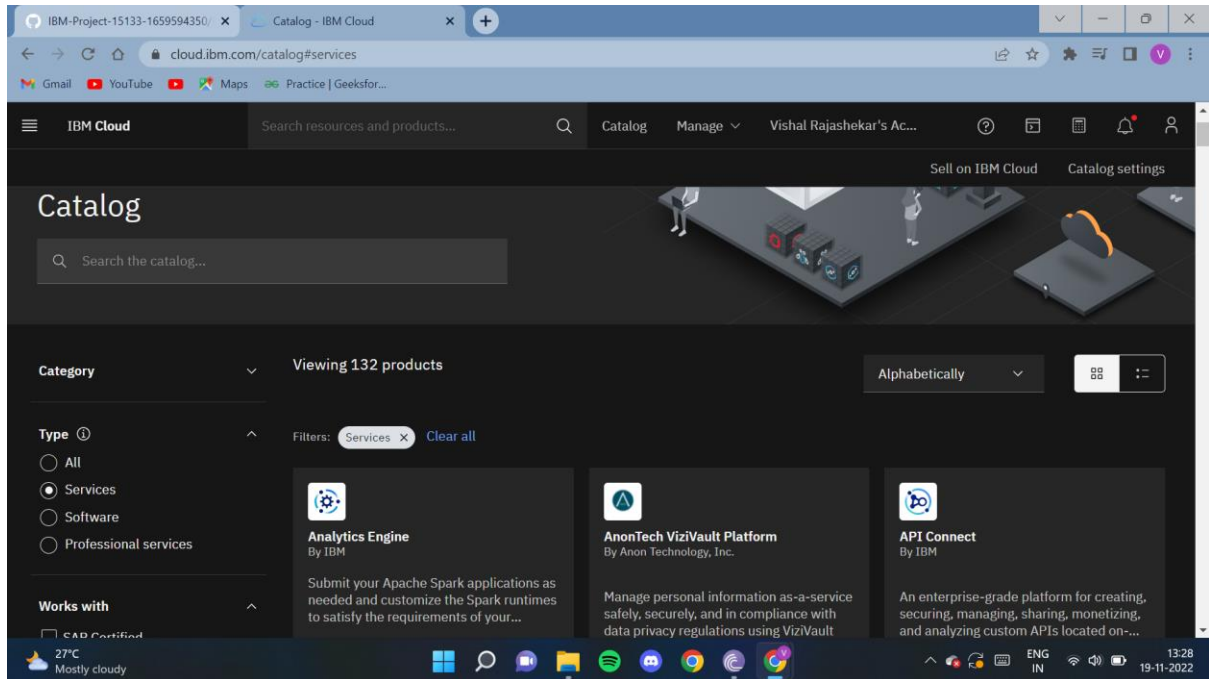 IBM-Project-15133-1659594350/
Catalog - IBM Cloud
cloud.ibm.com/catalog#services
Gmail YouTube Maps Practice | Geeksfor...
IBM Cloud Search resources and products... Catalog Manage Vishal Rajashekar's Ac...
Sell on IBM Cloud Catalog settings
Catalog
Search the catalog...
Category
Viewing 132 products
Alphabetically
Type
All
Services
Software
Professional services
Works with
SAP Certified
Filters: Services Clear all
Analytics Engine
By IBM
Submit your Apache Spark applications as
needed and customize the Spark runtimes
to satisfy the requirements of your...
AnonTech ViziVault Platform
By Anon Technology, Inc.
Manage personal information as-a-service
safely, securely, and in compliance with
data privacy regulations using ViziVault
API Connect
By IBM
An enterprise-grade platform for creating,
securing, managing, sharing, monetizing,
and analyzing custom APIs located on-...
27°C
Mostly cloudy
ENG
IN
13:28
19-11-2022